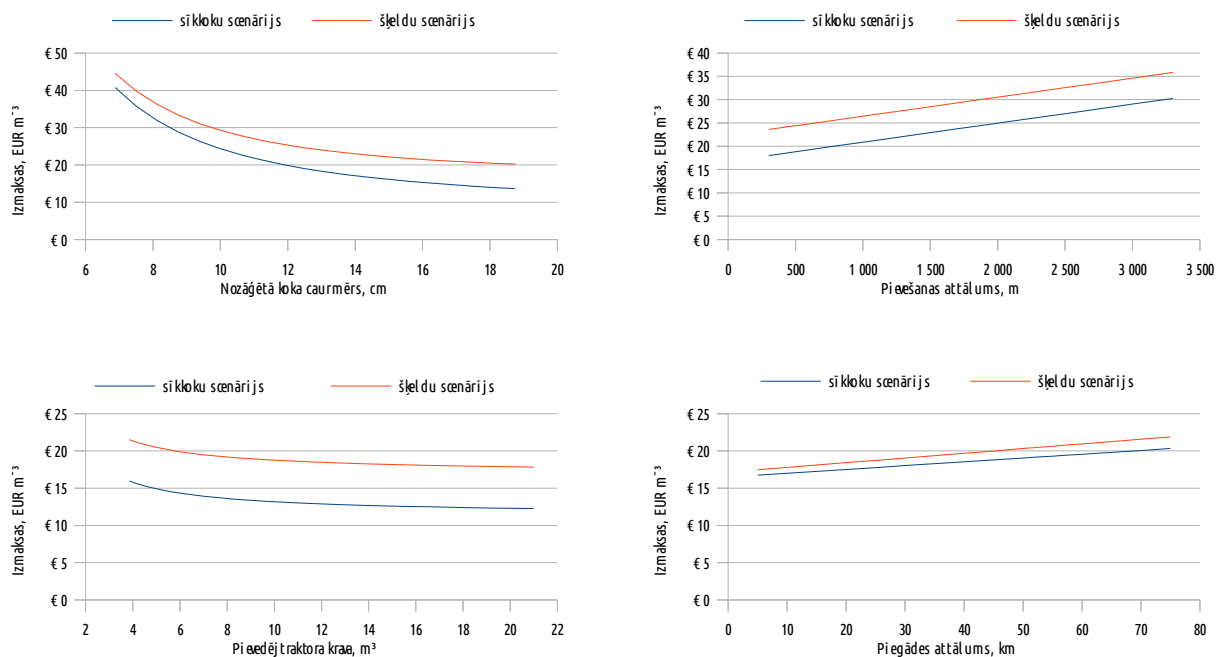 sīkkoku scenārijs šķeldu scenārijs
€ 50
€ 40
€ 30
€ 20
€ 10
€ 0
Izmaksas, EUR m⁻³
6 8 10 12 14 16 18 20
Nozāģētā koka caurmērs, cm
sīkkoku scenārijs šķeldu scenārijs
€ 40
€ 35
€ 30
€ 25
€ 20
€ 15
€ 10
€ 5
€ 0
Izmaksas, EUR m⁻³
0 500 1 000 1 500 2 000 2 500 3 000 3 500
Pievešanas attālums, m
sīkkoku scenārijs šķeldu scenārijs
€ 25
€ 20
€ 15
€ 10
€ 5
€ 0
Izmaksas, EUR m⁻³
2 4 6 8 10 12 14 16 18 20 22
Pievedējtraktora krava, m³
sīkkoku scenārijs šķeldu scenārijs
€ 25
€ 20
€ 15
€ 10
€ 5
€ 0
Izmaksas, EUR m⁻³
0 10 20 30 40 50 60 70 80
Piegādes attālums, km